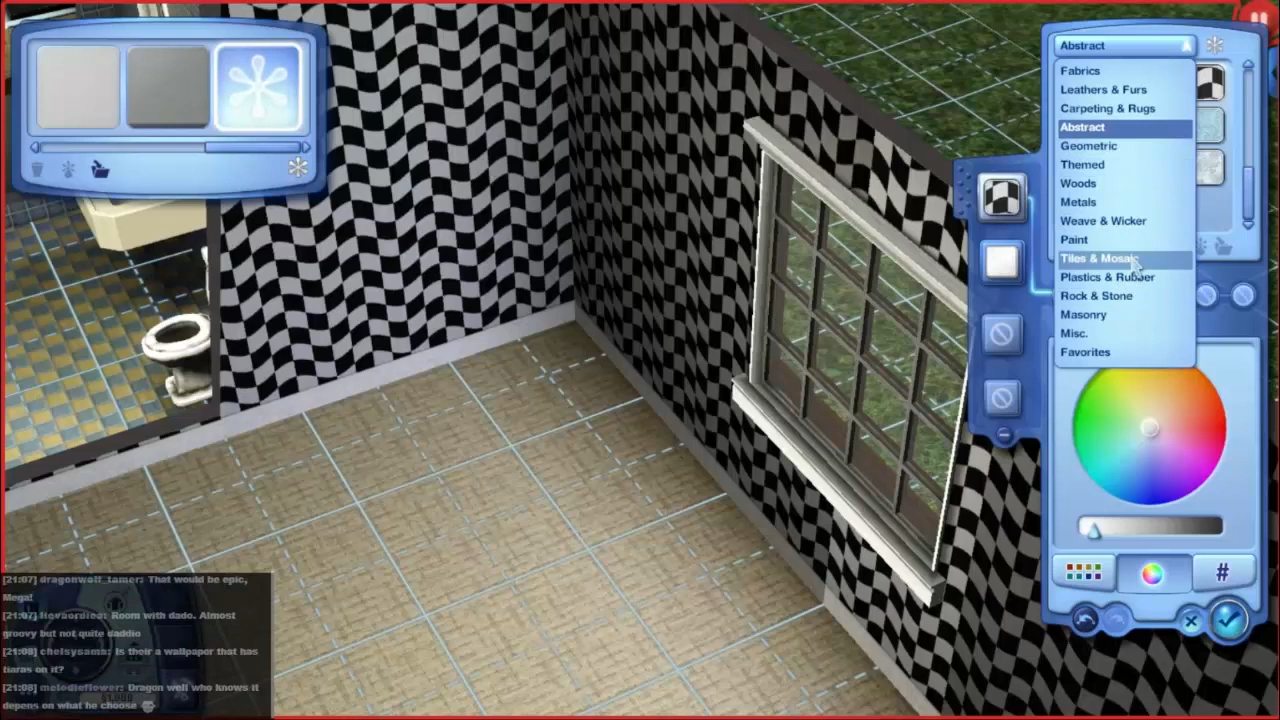 Abstract
Fabrics
Leathers & Furs
Carpeting & Rugs
Abstract
Geometric
Themed
Woods
Metals
Weave & Wicker
Paint
Tiles & Mosaic
Plastics & Rubber
Rock & Stone
Masonry
Misc.
Favorites
#
[21:07] dragonwolf_tamer: That would be epic,
Mega!
[21:07] Room with dado. Almost
groovy but not quite daddio
[21:08] chelsysams: Is their a wallpaper that has
tiaras on it?
[21:08] melodieflower: Dragon well who knows it
depens on what he choose